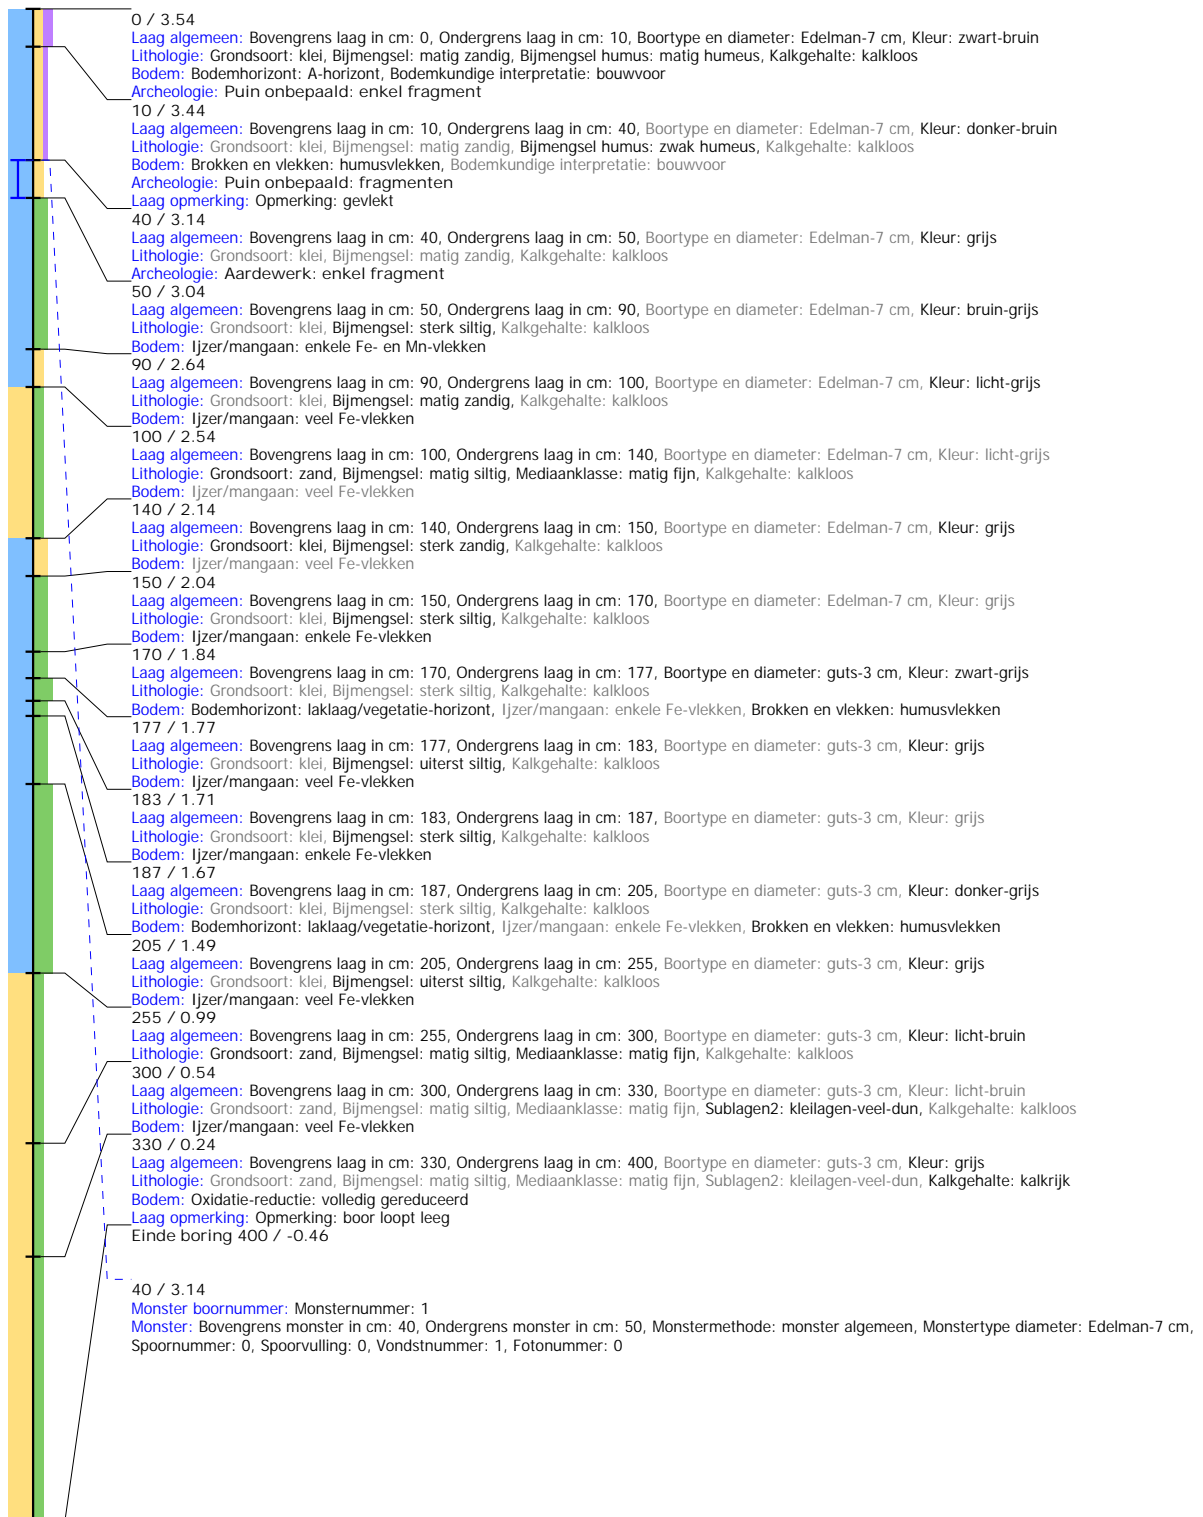 0 / 3.54
Laag algemeen: Bovengrens laag in cm: 0, Ondergrens laag in cm: 10, Boortype en diameter: Edelman-7 cm, Kleur: zwart-bruin
Lithologie: Grondsoort: klei, Bijmengsel: matig zandig, Bijmengsel humus: matig humeus, Kalkgehalte: kalkloos
Bodem: Bodemhorizont: A-horizont, Bodemkundige interpretatie: bouwvoor
Archeologie: Puin onbepaald: enkel fragment
10 / 3.44
Laag algemeen: Bovengrens laag in cm: 10, Ondergrens laag in cm: 40, Boortype en diameter: Edelman-7 cm, Kleur: donker-bruin
Lithologie: Grondsoort: klei, Bijmengsel: matig zandig, Bijmengsel humus: zwak humeus, Kalkgehalte: kalkloos
Bodem: Brokken en vlekken: humusvlekken, Bodemkundige interpretatie: bouwvoor
Archeologie: Puin onbepaald: fragmenten
Laag opmerking: Opmerking: gevlekt
40 / 3.14
Laag algemeen: Bovengrens laag in cm: 40, Ondergrens laag in cm: 50, Boortype en diameter: Edelman-7 cm, Kleur: grijs
Lithologie: Grondsoort: klei, Bijmengsel: matig zandig, Kalkgehalte: kalkloos
Archeologie: Aardewerk: enkel fragment
50 / 3.04
Laag algemeen: Bovengrens laag in cm: 50, Ondergrens laag in cm: 90, Boortype en diameter: Edelman-7 cm, Kleur: bruin-grijs
Lithologie: Grondsoort: klei, Bijmengsel: sterk siltig, Kalkgehalte: kalkloos
Bodem: Ijzer/mangaan: enkele Fe- en Mn-vlekken
90 / 2.64
Laag algemeen: Bovengrens laag in cm: 90, Ondergrens laag in cm: 100, Boortype en diameter: Edelman-7 cm, Kleur: licht-grijs
Lithologie: Grondsoort: klei, Bijmengsel: matig zandig, Kalkgehalte: kalkloos
Bodem: Ijzer/mangaan: veel Fe-vlekken
100 / 2.54
Laag algemeen: Bovengrens laag in cm: 100, Ondergrens laag in cm: 140, Boortype en diameter: Edelman-7 cm, Kleur: licht-grijs
Lithologie: Grondsoort: zand, Bijmengsel: matig siltig, Mediaanklasse: matig fijn, Kalkgehalte: kalkloos
Bodem: Ijzer/mangaan: veel Fe-vlekken
140 / 2.14
Laag algemeen: Bovengrens laag in cm: 140, Ondergrens laag in cm: 150, Boortype en diameter: Edelman-7 cm, Kleur: grijs
Lithologie: Grondsoort: klei, Bijmengsel: sterk zandig, Kalkgehalte: kalkloos
Bodem: Ijzer/mangaan: veel Fe-vlekken
150 / 2.04
Laag algemeen: Bovengrens laag in cm: 150, Ondergrens laag in cm: 170, Boortype en diameter: Edelman-7 cm, Kleur: grijs
Lithologie: Grondsoort: klei, Bijmengsel: sterk siltig, Kalkgehalte: kalkloos
Bodem: Ijzer/mangaan: enkele Fe-vlekken
170 / 1.84
Laag algemeen: Bovengrens laag in cm: 170, Ondergrens laag in cm: 177, Boortype en diameter: guts-3 cm, Kleur: zwart-grijs
Lithologie: Grondsoort: klei, Bijmengsel: sterk siltig, Kalkgehalte: kalkloos
Bodem: Bodemhorizont: laklaag/vegetatie-horizont, Ijzer/mangaan: enkele Fe-vlekken, Brokken en vlekken: humusvlekken
177 / 1.77
Laag algemeen: Bovengrens laag in cm: 177, Ondergrens laag in cm: 183, Boortype en diameter: guts-3 cm, Kleur: grijs
Lithologie: Grondsoort: klei, Bijmengsel: uiterst siltig, Kalkgehalte: kalkloos
Bodem: Ijzer/mangaan: veel Fe-vlekken
183 / 1.71
Laag algemeen: Bovengrens laag in cm: 183, Ondergrens laag in cm: 187, Boortype en diameter: guts-3 cm, Kleur: grijs
Lithologie: Grondsoort: klei, Bijmengsel: sterk siltig, Kalkgehalte: kalkloos
Bodem: Ijzer/mangaan: enkele Fe-vlekken
187 / 1.67
Laag algemeen: Bovengrens laag in cm: 187, Ondergrens laag in cm: 205, Boortype en diameter: guts-3 cm, Kleur: donker-grijs
Lithologie: Grondsoort: klei, Bijmengsel: sterk siltig, Kalkgehalte: kalkloos
Bodem: Bodemhorizont: laklaag/vegetatie-horizont, Ijzer/mangaan: enkele Fe-vlekken, Brokken en vlekken: humusvlekken
205 / 1.49
Laag algemeen: Bovengrens laag in cm: 205, Ondergrens laag in cm: 255, Boortype en diameter: guts-3 cm, Kleur: grijs
Lithologie: Grondsoort: klei, Bijmengsel: uiterst siltig, Kalkgehalte: kalkloos
Bodem: Ijzer/mangaan: veel Fe-vlekken
255 / 0.99
Laag algemeen: Bovengrens laag in cm: 255, Ondergrens laag in cm: 300, Boortype en diameter: guts-3 cm, Kleur: licht-bruin
Lithologie: Grondsoort: zand, Bijmengsel: matig siltig, Mediaanklasse: matig fijn, Kalkgehalte: kalkloos
300 / 0.54
Laag algemeen: Bovengrens laag in cm: 300, Ondergrens laag in cm: 330, Boortype en diameter: guts-3 cm, Kleur: licht-bruin
Lithologie: Grondsoort: zand, Bijmengsel: matig siltig, Mediaanklasse: matig fijn, Sublagen2: kleilagen-veel-dun, Kalkgehalte: kalkloos
Bodem: Ijzer/mangaan: veel Fe-vlekken
330 / 0.24
Laag algemeen: Bovengrens laag in cm: 330, Ondergrens laag in cm: 400, Boortype en diameter: guts-3 cm, Kleur: grijs
Lithologie: Grondsoort: zand, Bijmengsel: matig siltig, Mediaanklasse: matig fijn, Sublagen2: kleilagen-veel-dun, Kalkgehalte: kalkrijk
Bodem: Oxidatie-reductie: volledig gereduceerd
Laag opmerking: Opmerking: boor loopt leeg
Einde boring 400 / -0.46
40 / 3.14
Monster boornummer: Monsternummer: 1
Monster: Bovengrens monster in cm: 40, Ondergrens monster in cm: 50, Monstermethode: monster algemeen, Monstertype diameter: Edelman-7 cm,
Spoornummer: 0, Spoorvulling: 0, Vondstnummer: 1, Fotonummer: 0